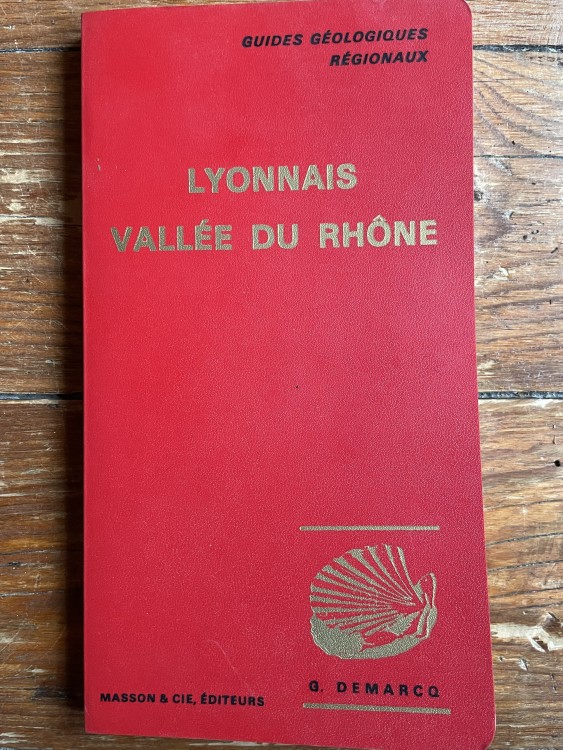 GUIDES GÉOLOGIQUES
RÉGIONAUX
LYONNAIS
VALLÉE DU RHÔNE
MASSON & CIE, ÉDITEURS
G. DEMARCQ